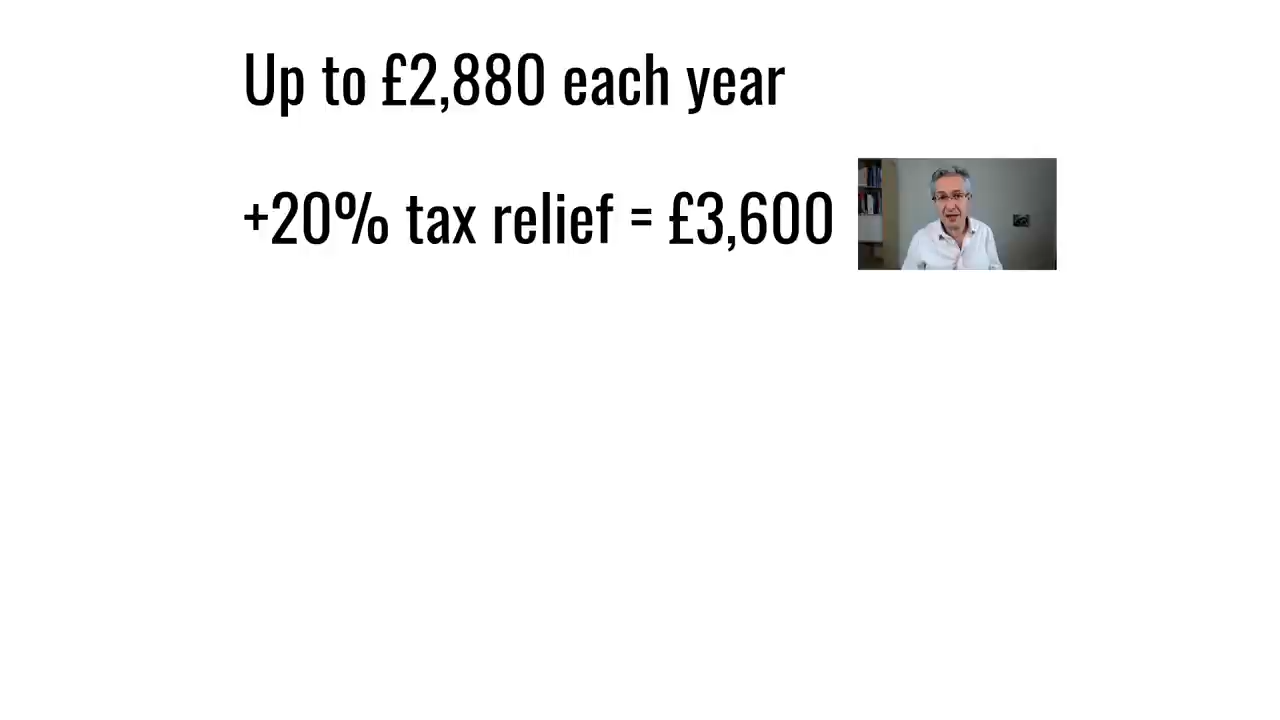 Up to £2,880 each year
+20% tax relief = £3,600